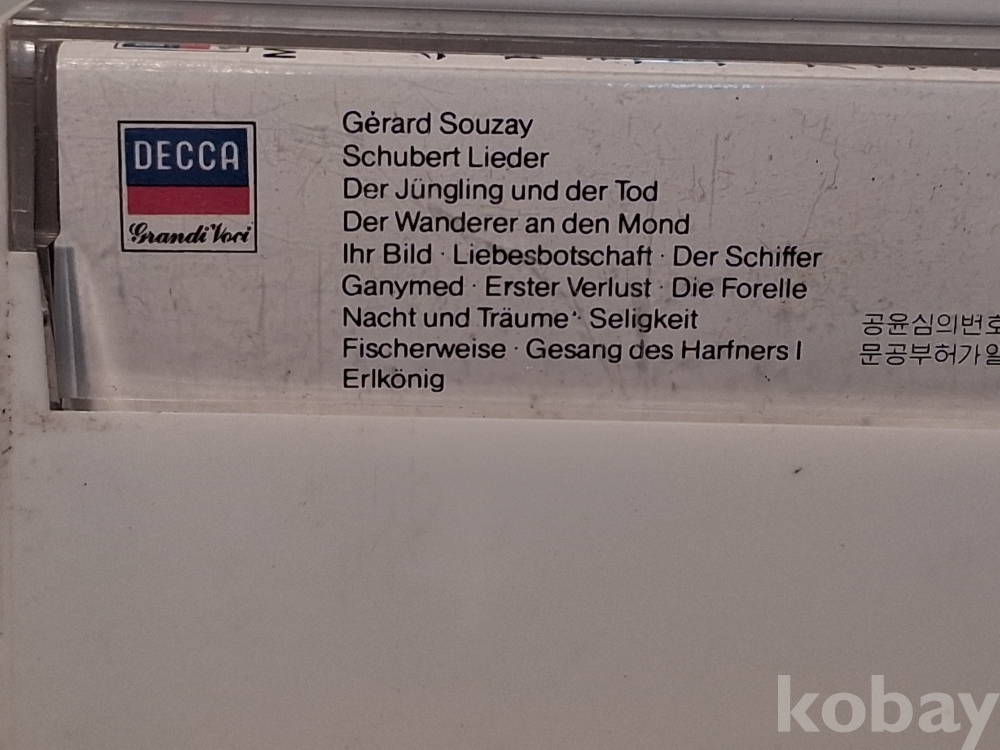 DECCA
Grandi Voci
Gérard Souzay
Schubert Lieder
Der Jüngling und der Tod
Der Wanderer an den Mond
Ihr Bild · Liebesbotschaft · Der Schiffer
Ganymed · Erster Verlust · Die Forelle
Nacht und Träume · Seligkeit
Fischerweise · Gesang des Harfners I
Erlkönig
공윤심의번호
문공부허가일
kobay